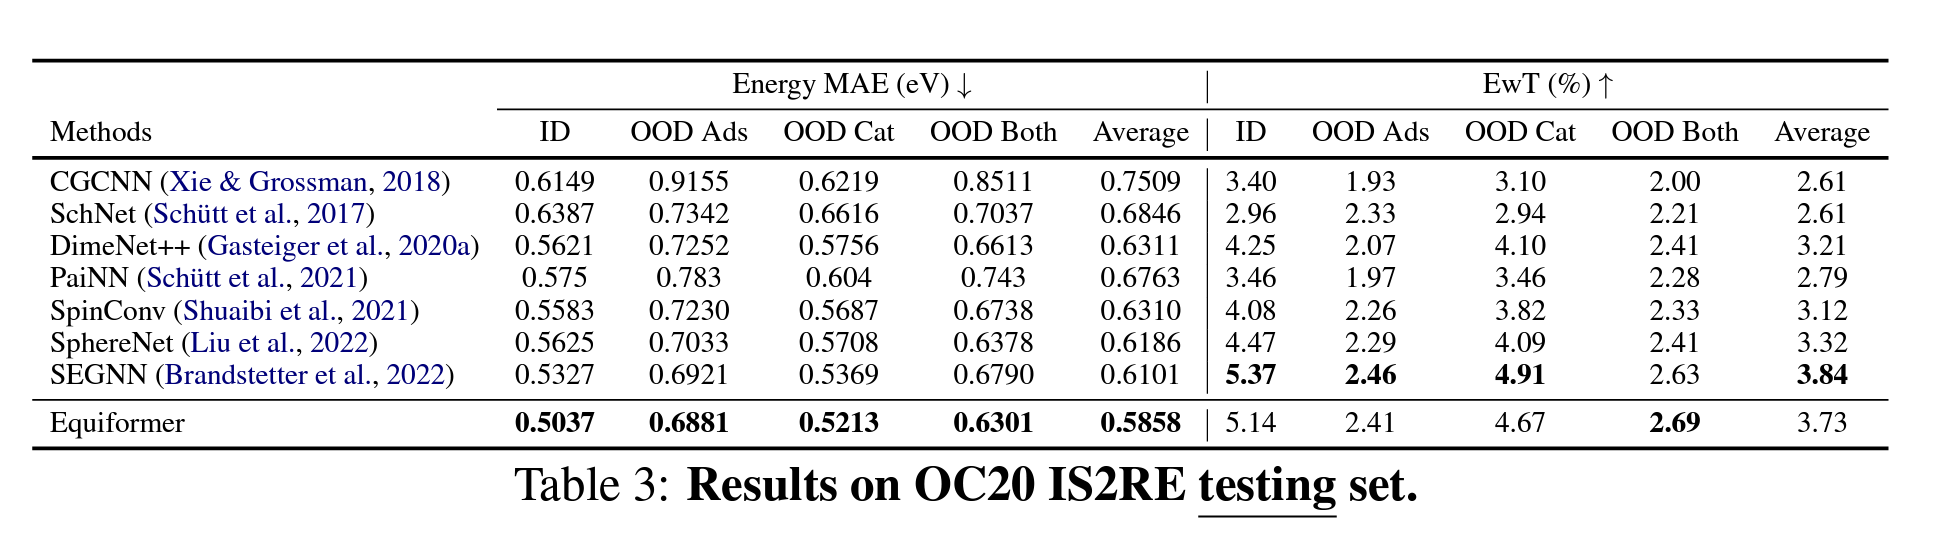 Energy MAE (eV) ↓ EwT (%) ↑
Methods ID OOD Ads OOD Cat OOD Both Average ID OOD Ads OOD Cat OOD Both Average
CGCNN (Xie & Grossman, 2018) 0.6149 0.9155 0.6219 0.8511 0.7509 3.40 1.93 3.10 2.00 2.61
SchNet (Schütt et al., 2017) 0.6387 0.7342 0.6616 0.7037 0.6846 2.96 2.33 2.94 2.21 2.61
DimeNet++ (Gasteiger et al., 2020a) 0.5621 0.7252 0.5756 0.6613 0.6311 4.25 2.07 4.10 2.41 3.21
PaiNN (Schütt et al., 2021) 0.575 0.783 0.604 0.743 0.6763 3.46 1.97 3.46 2.28 2.79
SpinConv (Shuaibi et al., 2021) 0.5583 0.7230 0.5687 0.6738 0.6310 4.08 2.26 3.82 2.33 3.12
SphereNet (Liu et al., 2022) 0.5625 0.7033 0.5708 0.6378 0.6186 4.47 2.29 4.09 2.41 3.32
SEGNN (Brandstetter et al., 2022) 0.5327 0.6921 0.5369 0.6790 0.6101 5.37 2.46 4.91 2.63 3.84
Equiformer 0.5037 0.6881 0.5213 0.6301 0.5858 5.14 2.41 4.67 2.69 3.73
Table 3: Results on OC20 IS2RE testing set.